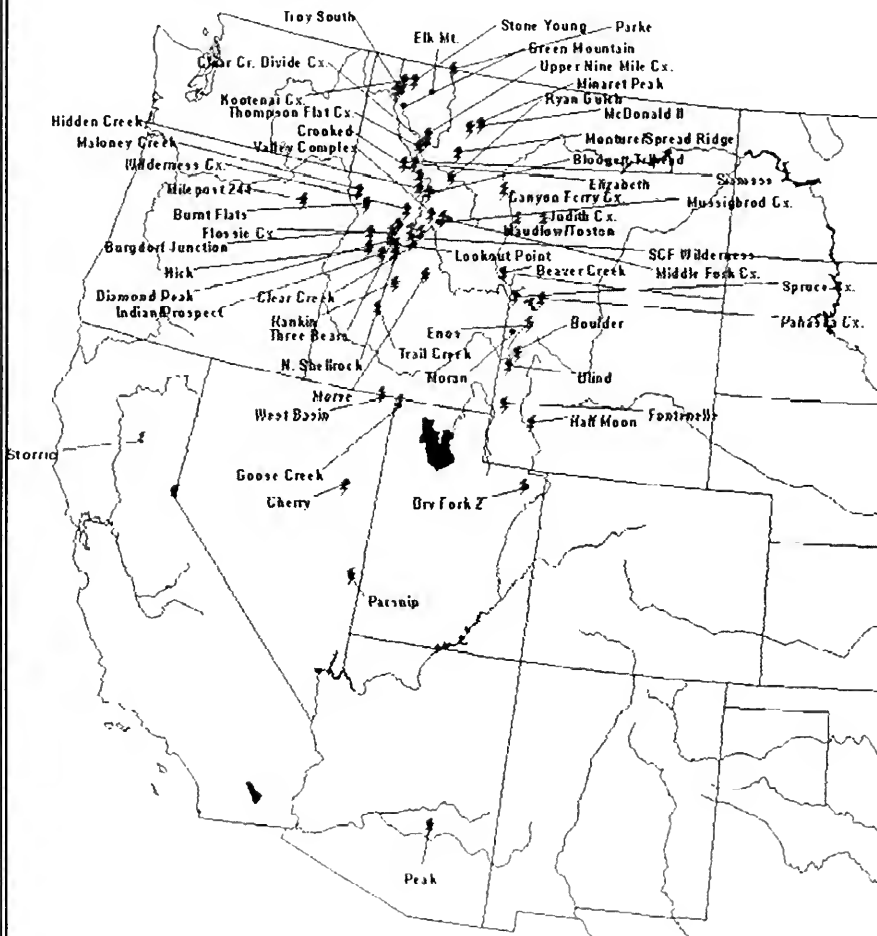 Troy South
Stone Young
Parke
Elk Mt.
Green Mountain
Clear Cr. Divide Cx.
Upper Nine Mile Cx.
Minaret Peak
Kootenai Cx.
Ryan Gulch
Thompson Flat Cx.
McDonald II
Hidden Creek
Crooked
Maloney Creek
Valley Complex
Monture/Spread Ridge
Wilderness Cx.
Blodgett Trailhead
Elizabeth
Milepost 244
Canyon Ferry Cx.
Mussigbrod Cx.
Burnt Flats
Judith Cx.
Flossie Cx.
Maudlow/Toston
Burgdorf Junction
Lookout Point
SCF Wilderness
Nick
Beaver Creek
Middle Fork Cx.
Diamond Peak
Clear Creek
Spruce Cx.
Indian/Prospect
Rankin
Enos
Boulder
Pahaska Cx.
Three Bears
Trail Creek
N. Shellrock
Moran
Blind
Morse
West Basin
Half Moon
Fontenelle
Storrie
Goose Creek
Cherry
Dry Fork 2
Parsnip
Peak